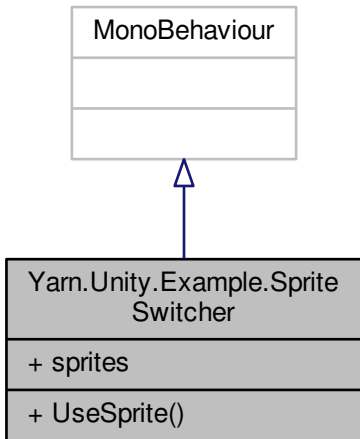 MonoBehaviour
Yarn.Unity.Example.Sprite
Switcher
+ sprites
+ UseSprite()